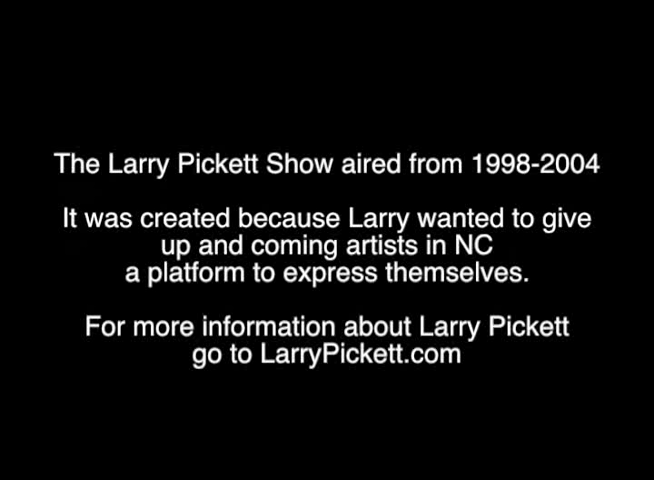 The Larry Pickett Show aired from 1998-2004
It was created because Larry wanted to give
up and coming artists in NC
a platform to express themselves.
For more information about Larry Pickett
go to LarryPickett.com